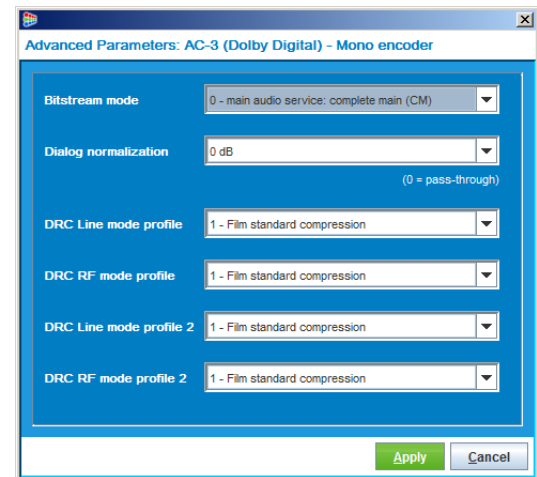 Advanced Parameters: AC-3 (Dolby Digital) - Mono encoder
Bitstream mode 0 - main audio service: complete main (CM)
Dialog normalization 0 dB
(0 = pass-through)
DRC Line mode profile 1 - Film standard compression
DRC RF mode profile 1 - Film standard compression
DRC Line mode profile 2 1 - Film standard compression
DRC RF mode profile 2 1 - Film standard compression
Apply Cancel